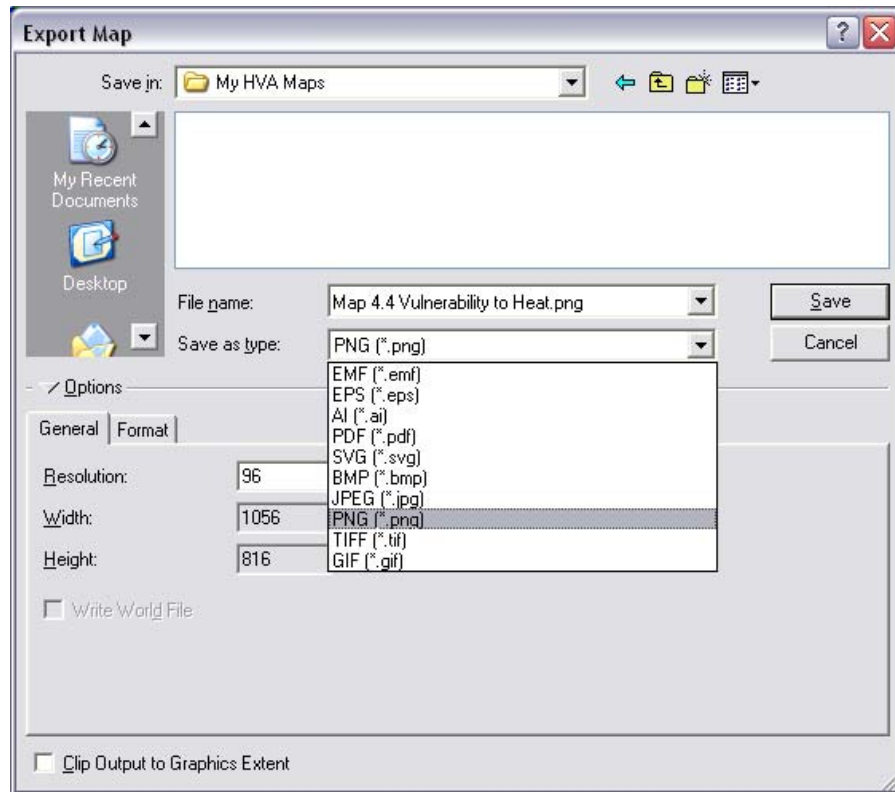 Export Map
Save in: My HVA Maps
My Recent
Documents
Desktop
File name: Map 4.4 Vulnerability to Heat.png Save
Save as type: PNG (*.png) Cancel
EMF (*.emf)
EPS (*.eps)
AI (*.ai)
PDF (*.pdf)
SVG (*.svg)
BMP (*.bmp)
JPEG (*.jpg)
PNG (*.png)
TIFF (*.tif)
GIF (*.gif)
Options
General Format
Resolution: 96
Width: 1056
Height: 816
Write World File
Clip Output to Graphics Extent